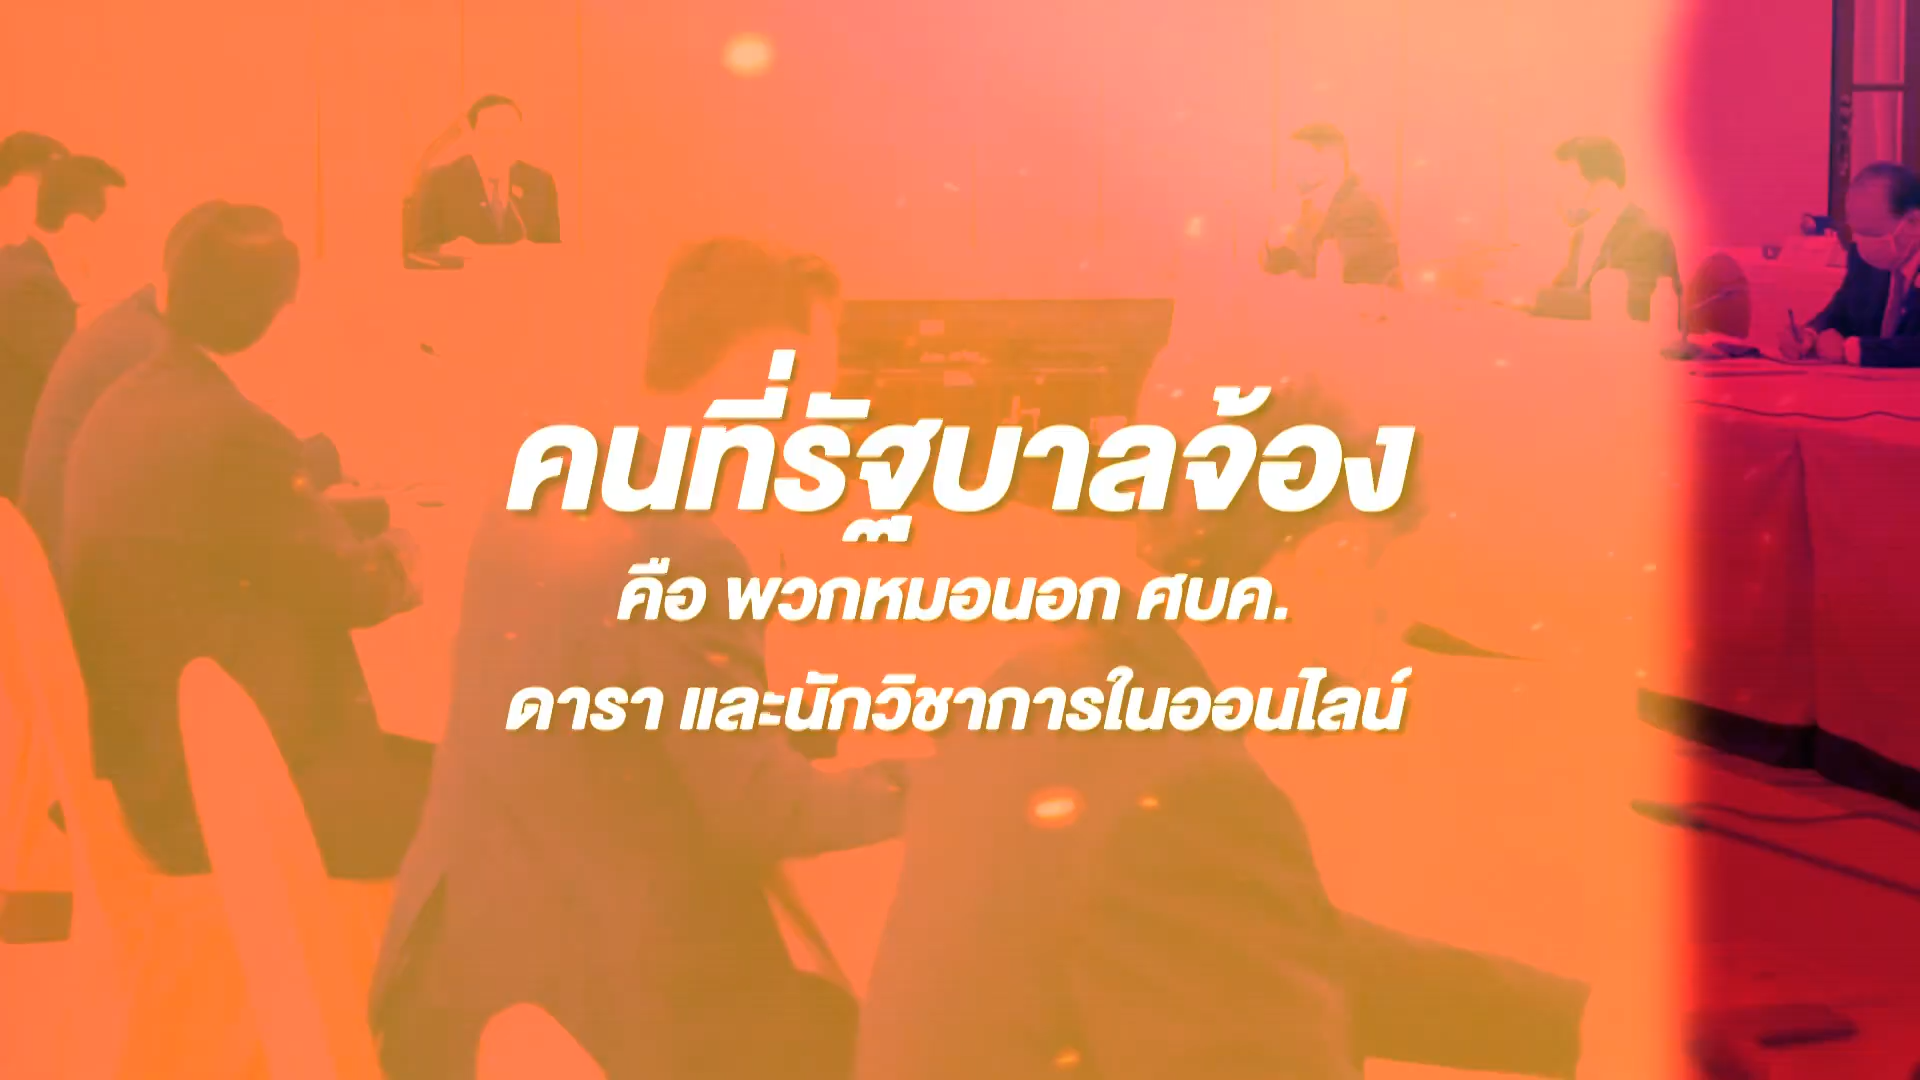 คนที่รัฐบาลจ้อง
คือ พวกหมอนอก ศบค.
ดารา และนักวิชาการในออนไลน์